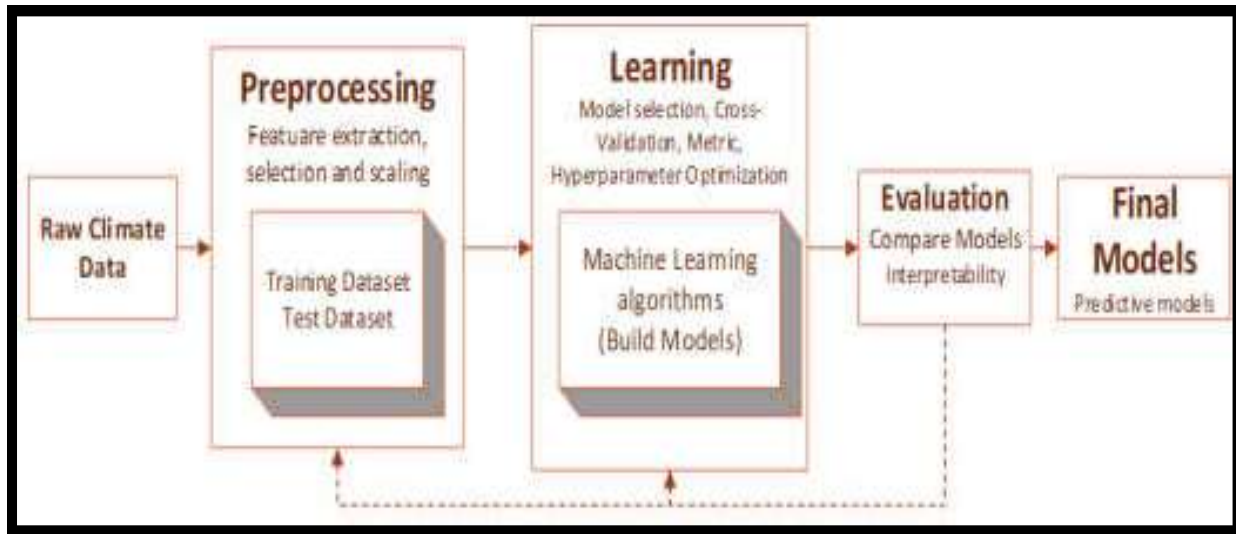 Raw Climate
Data
Preprocessing
Featuare extraction,
selection and scaling
Training Dataset
Test Dataset
Learning
Model selection, Cross-
Validation, Metric,
Hyperparameter Optimization
Machine Learning
algorithms
(Build Models)
Evaluation
Compare Models
Interpretability
Final
Models
Predictive models